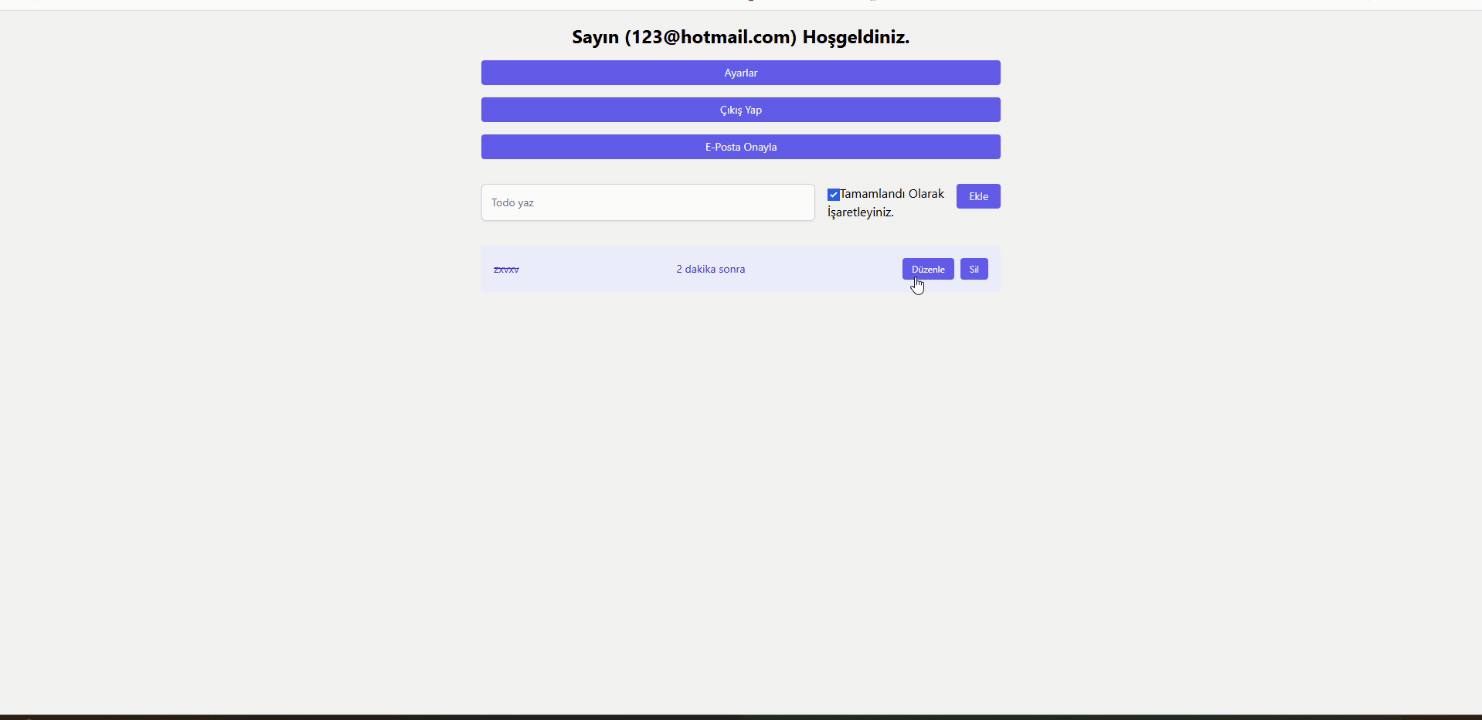 Sayın (123@hotmail.com) Hoşgeldiniz.
Ayarlar
Çıkış Yap
E-Posta Onayla
Todo yaz
Tamamlandı Olarak
İşaretleyiniz.
Ekle
zxvxv
2 dakika sonra
Düzenle
Sil